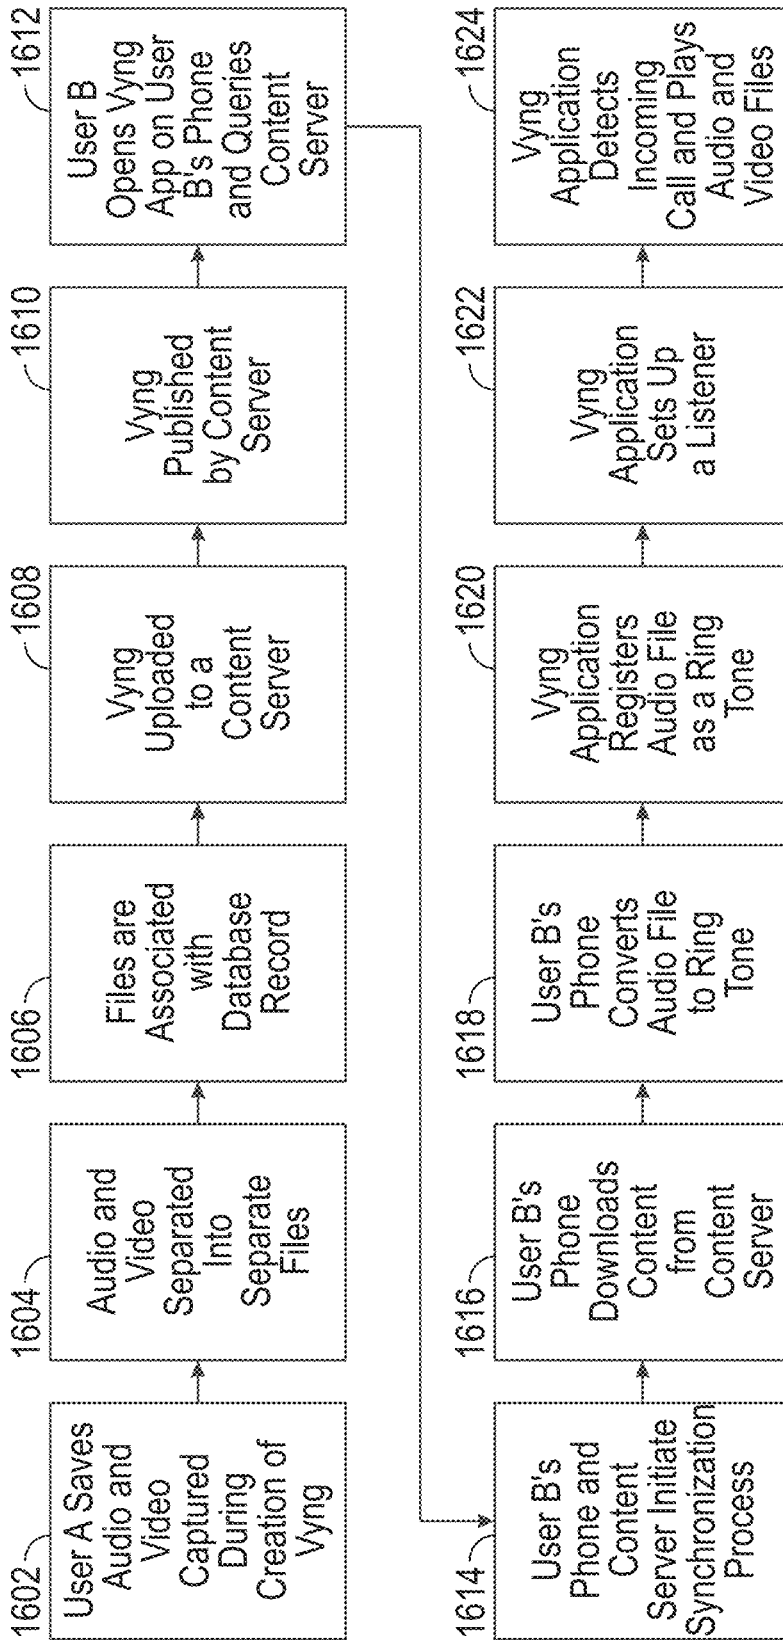 1602
User A Saves
Audio and
Video
Captured
During
Creation of
Vyng
1604
Audio and
Video
Separated
Into
Separate
Files
1606
Files are
Associated
with
Database
Record
1608
Vyng
Uploaded
to a
Content
Server
1610
Vyng
Published
by Content
Server
1612
User B
Opens Vyng
App on User
B's Phone
and Queries
Content
Server
1614
User B's
Phone and
Content
Server Initiate
Synchronization
Process
1616
User B's
Phone
Downloads
Content
from
Content
Server
1618
User B's
Phone
Converts
Audio File
to Ring
Tone
1620
Vyng
Application
Registers
Audio File
as a Ring
Tone
1622
Vyng
Application
Sets Up
a Listener
1624
Vyng
Application
Detects
Incoming
Call and Plays
Audio and
Video Files